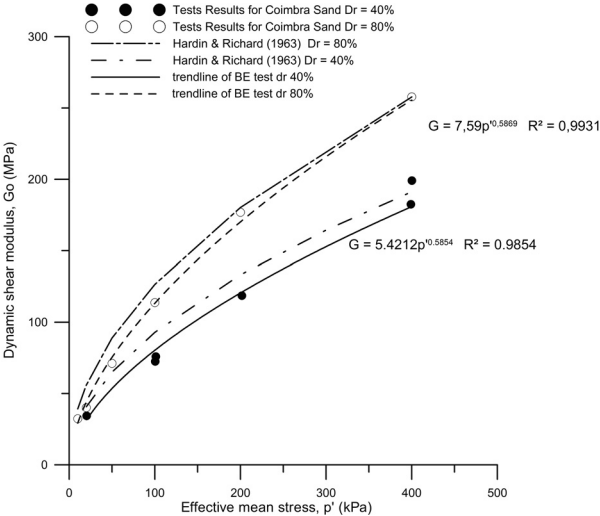 Tests Results for Coimbra Sand Dr = 40%
Tests Results for Coimbra Sand Dr = 80%
Hardin & Richard (1963) Dr = 80%
Hardin & Richard (1963) Dr = 40%
trendline of BE test dr 40%
trendline of BE test dr 80%
G = 7,59p'^0,5869 R² = 0,9931
G = 5.4212p'^0.5854 R² = 0.9854
Dynamic shear modulus, Go (MPa)
300
200
100
0
0 100 200 300 400 500
Effective mean stress, p' (kPa)